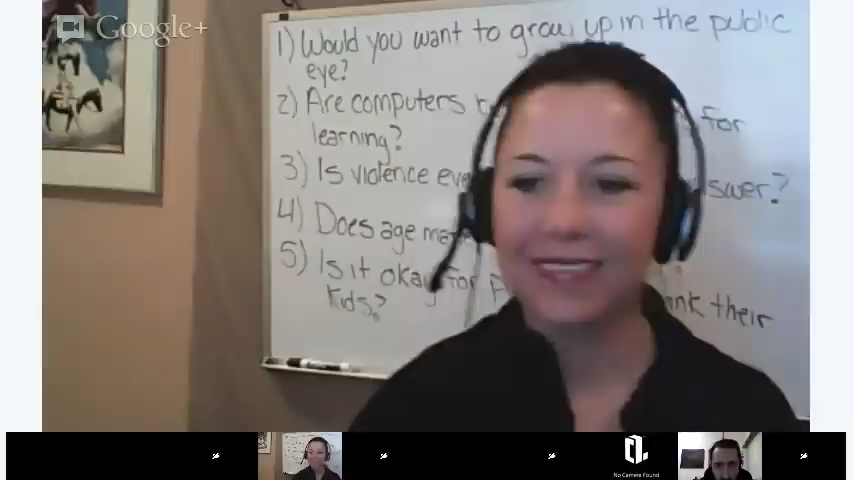 Google+
1) Would you want to grow up in the public
eye?
2) Are computers for
learning?
3) Is violence
4) Does age
5) Is it okay for their
kids?
No Camera Found